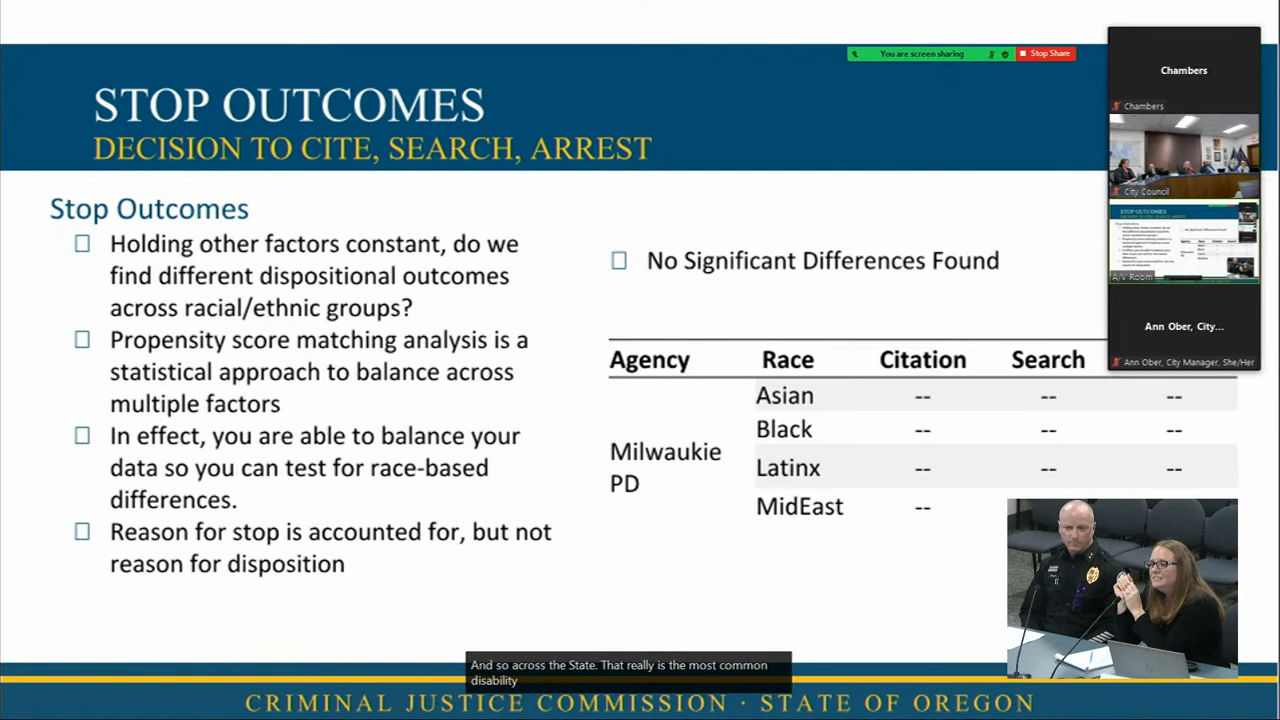 You are screen sharing
Stop Share
Chambers
Chambers
City Council
STOP OUTCOMES
A/V Room
Ann Ober, City...
Ann Ober, City Manager, She/Her
STOP OUTCOMES
DECISION TO CITE, SEARCH, ARREST
Stop Outcomes
Holding other factors constant, do we
find different dispositional outcomes
across racial/ethnic groups?
Propensity score matching analysis is a
statistical approach to balance across
multiple factors
In effect, you are able to balance your
data so you can test for race-based
differences.
Reason for stop is accounted for, but not
reason for disposition
No Significant Differences Found
Agency Race Citation Search
Asian -- -- --
Black -- -- --
Milwaukie
PD
Latinx -- -- --
MidEast --
And so across the State. That really is the most common
disability
CRIMINAL JUSTICE COMMISSION · STATE OF OREGON